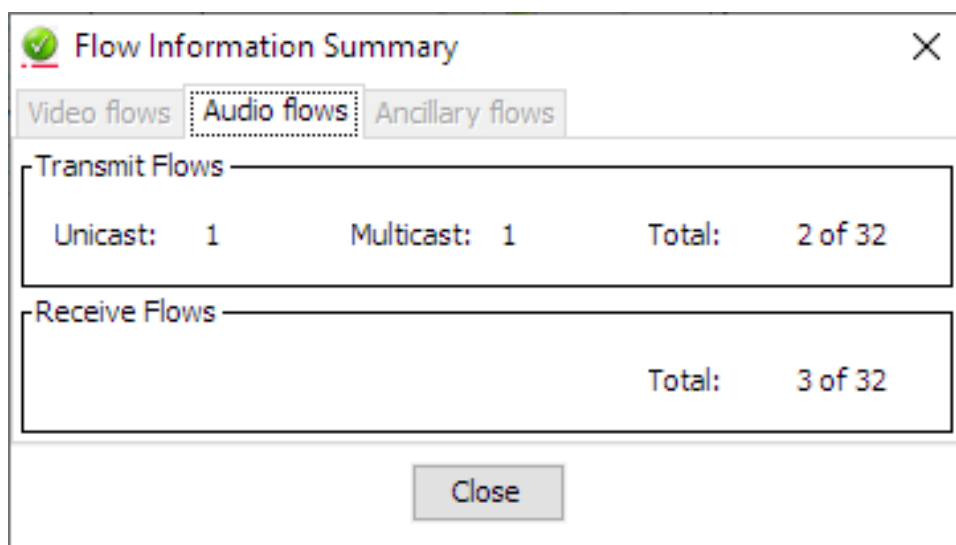 Flow Information Summary
Video flows Audio flows Ancillary flows
Transmit Flows
Unicast: 1 Multicast: 1 Total: 2 of 32
Receive Flows
Total: 3 of 32
Close